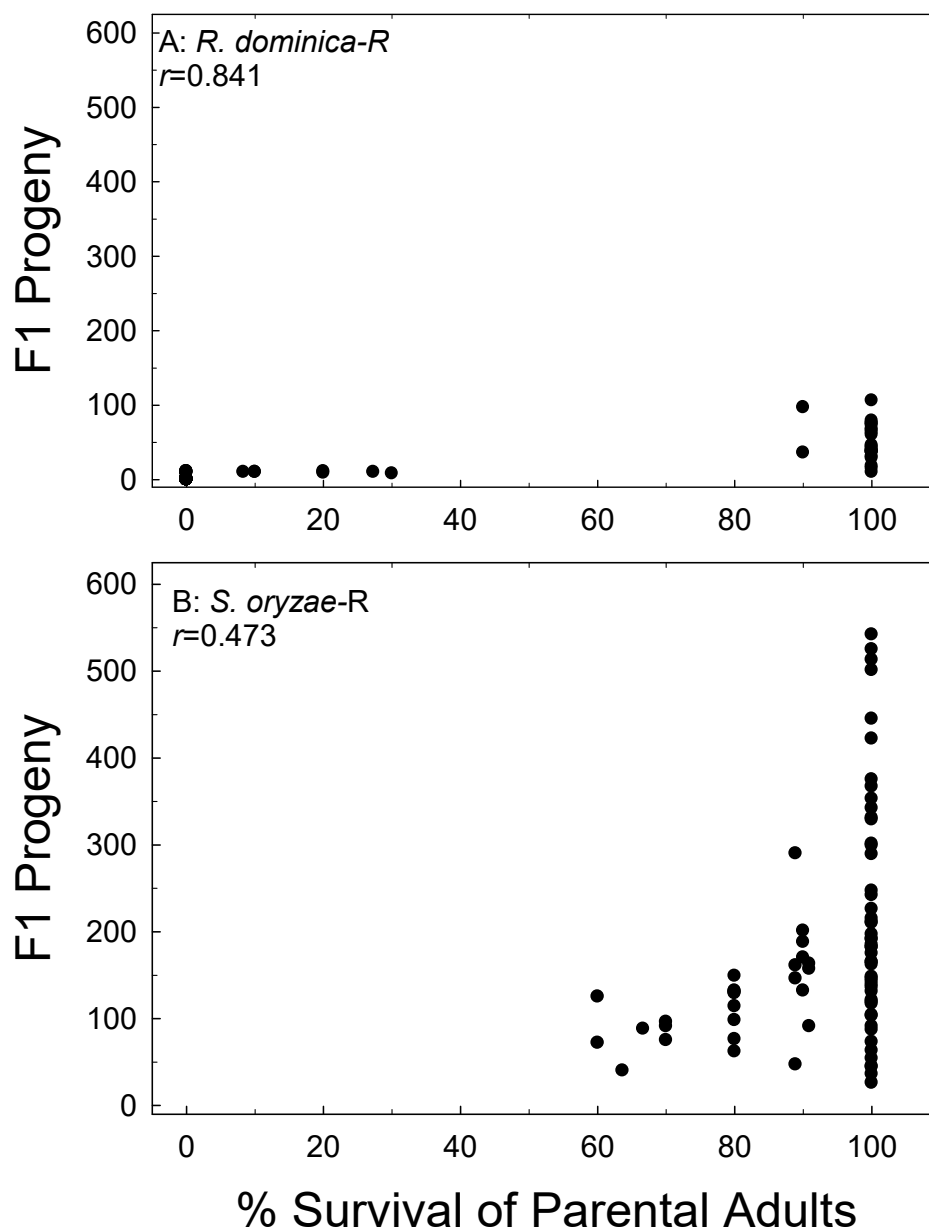 A: R. dominica-R
r=0.841
F1 Progeny
600
500
400
300
200
100
0
0 20 40 60 80 100
B: S. oryzae-R
r=0.473
F1 Progeny
600
500
400
300
200
100
0
0 20 40 60 80 100
% Survival of Parental Adults